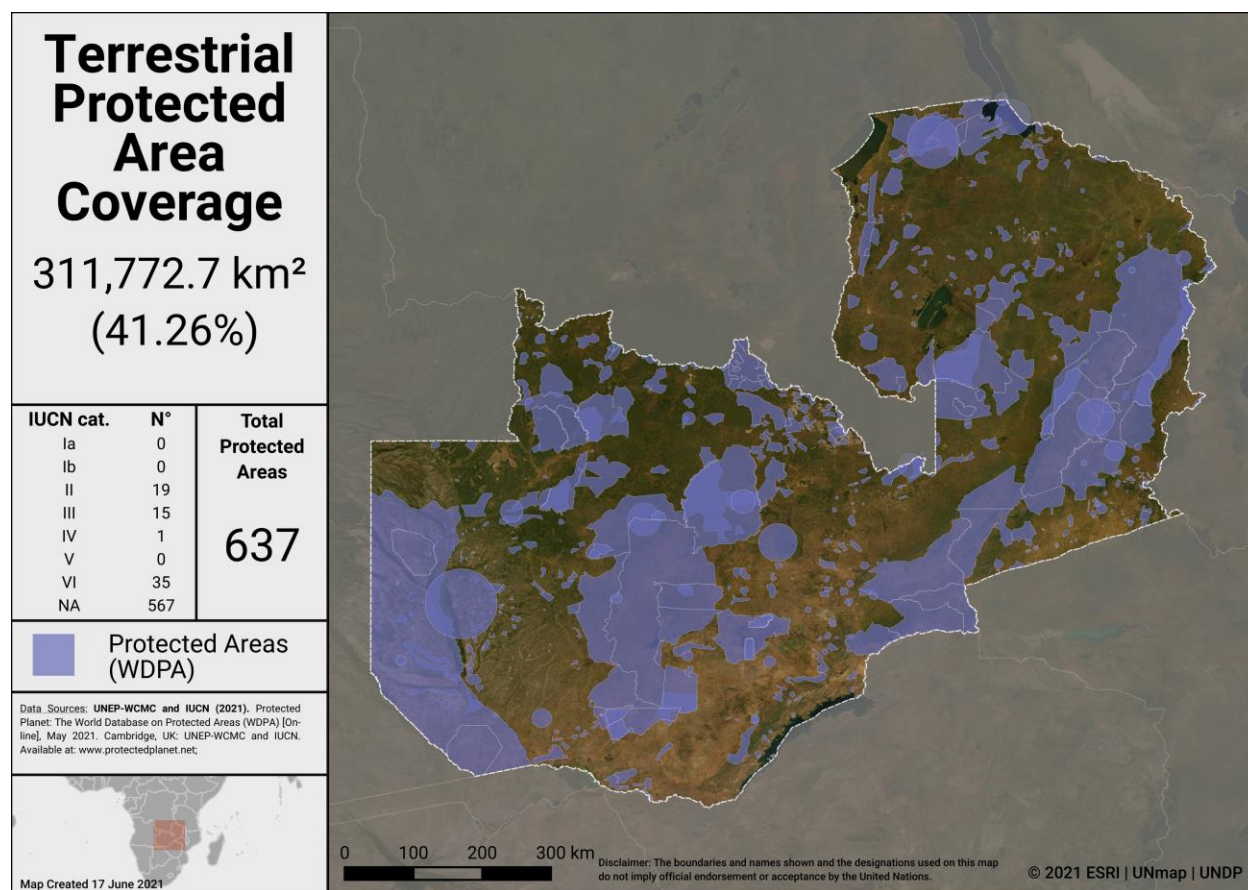 Terrestrial
Protected
Area
Coverage
311,772.7 km²
(41.26%)
IUCN cat. N°
Ia 0
Ib 0
II 19
III 15
IV 1
V 0
VI 35
NA 567
Total
Protected
Areas
637
Protected Areas
(WDPA)
Data Sources: UNEP-WCMC and IUCN (2021). Protected
Planet: The World Database on Protected Areas (WDPA) [On-
line], May 2021. Cambridge, UK: UNEP-WCMC and IUCN.
Available at: www.protectedplanet.net;
Map Created 17 June 2021
0 100 200 300 km
Disclaimer: The boundaries and names shown and the designations used on this map
do not imply official endorsement or acceptance by the United Nations.
© 2021 ESRI | UNmap | UNDP